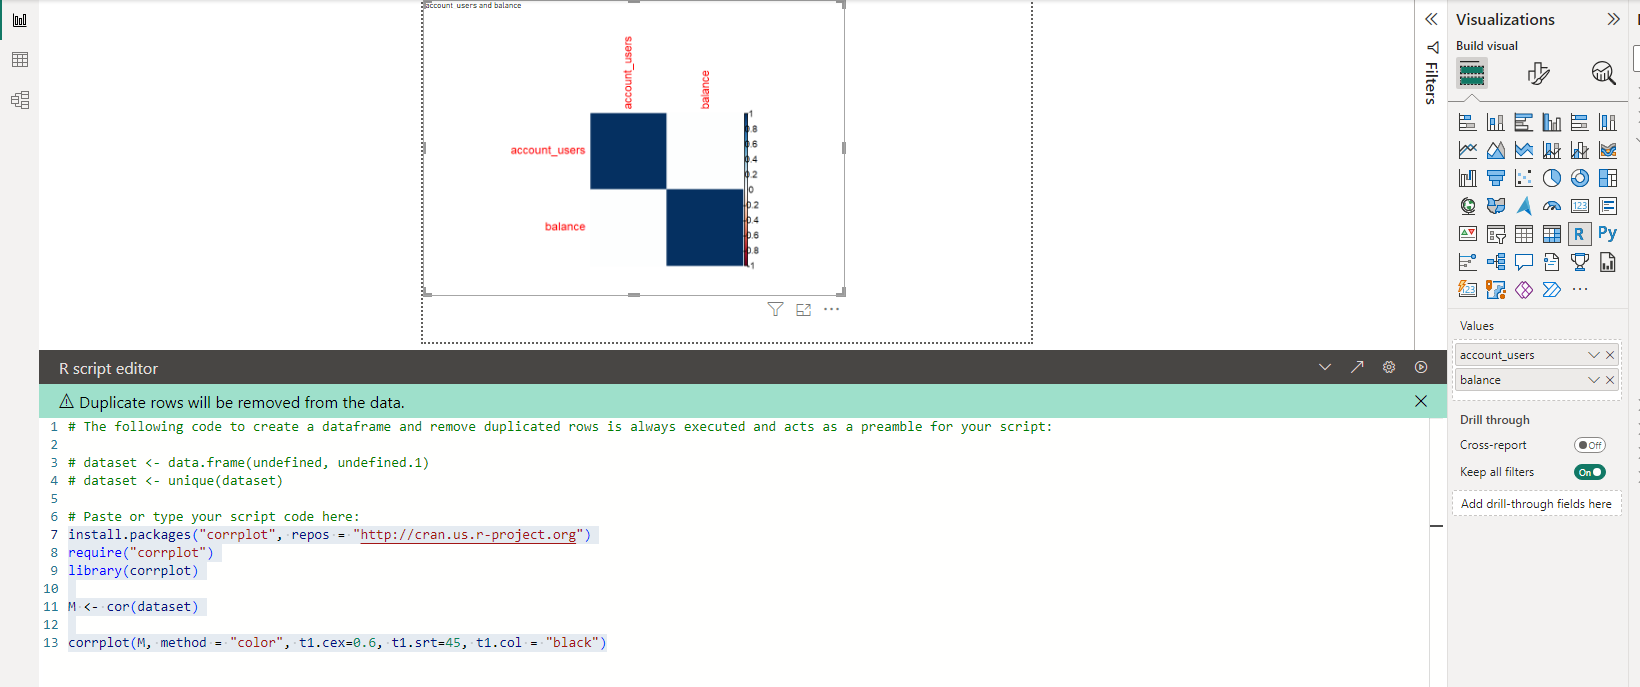 account_users and balance
account_users
balance
account_users
balance
1
0.8
0.6
0.4
0.2
0
-0.2
-0.4
-0.6
-0.8
-1
Filters
Visualizations
Build visual
123
R
Py
123
Values
account_users
balance
Drill through
Cross-report
Off
Keep all filters
On
Add drill-through fields here
R script editor
Duplicate rows will be removed from the data.
1 # The following code to create a dataframe and remove duplicated rows is always executed and acts as a preamble for your script:
2
3 # dataset <- data.frame(undefined, undefined.1)
4 # dataset <- unique(dataset)
5
6 # Paste or type your script code here:
7 install.packages("corrplot", repos = "http://cran.us.r-project.org")
8 require("corrplot")
9 library(corrplot)
10
11 M <- cor(dataset)
12
13 corrplot(M, method = "color", t1.cex=0.6, t1.srt=45, t1.col = "black")